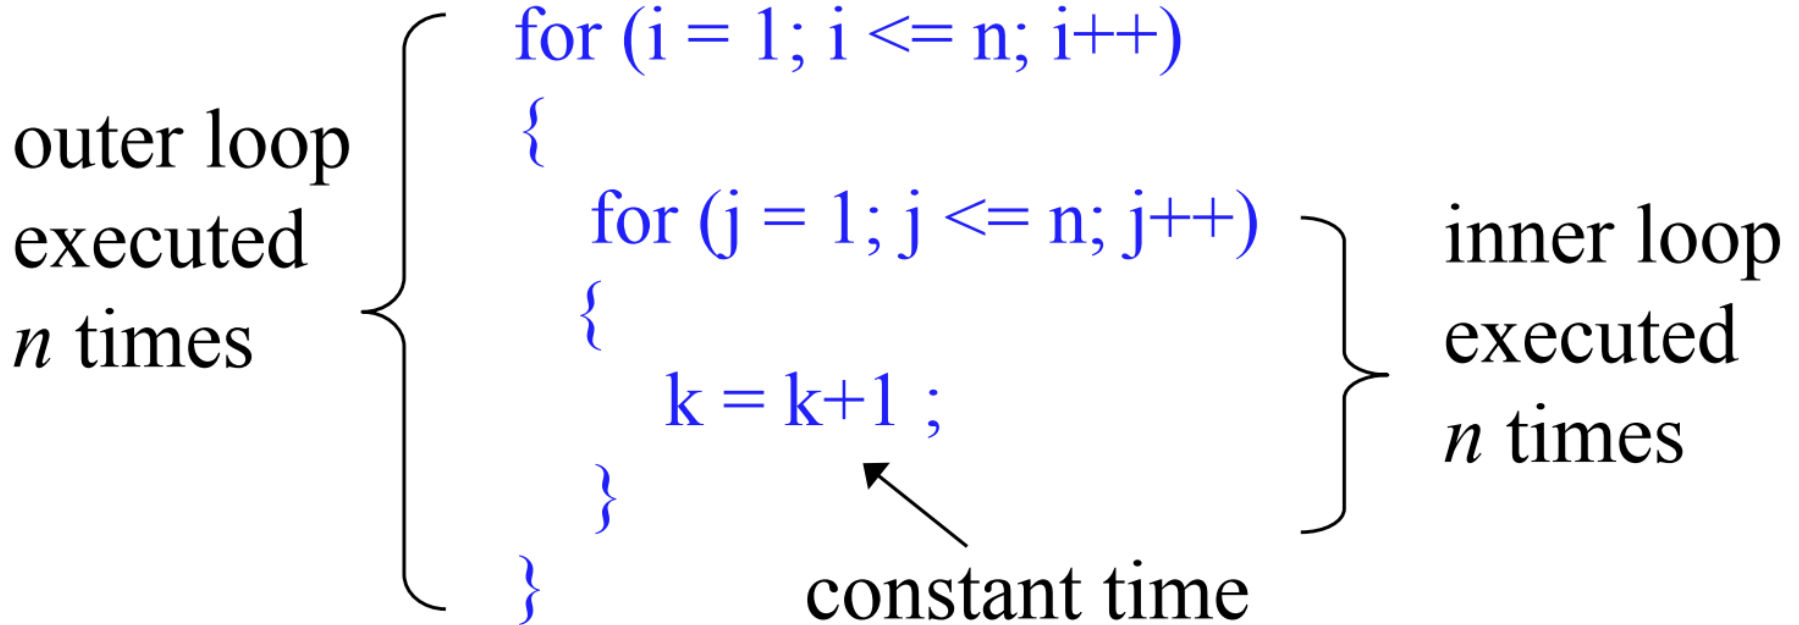 for (i = 1; i <= n; i++)
{
for (j = 1; j <= n; j++)
{
k = k+1 ;
}
}
outer loop
executed
n times
inner loop
executed
n times
constant time